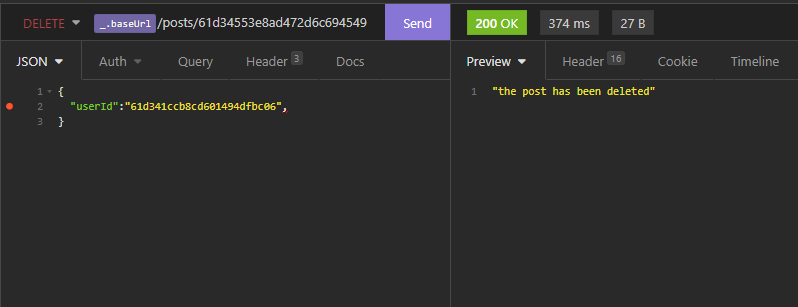 DELETE _.baseUrl /posts/61d34553e8ad472d6c694549 Send 200 OK 374 ms 27 B
JSON Auth Query Header 3 Docs Preview Header 16 Cookie Timeline
1 {
2 "userId":"61d341ccb8cd601494dfbc06",
3 }
1 "the post has been deleted"